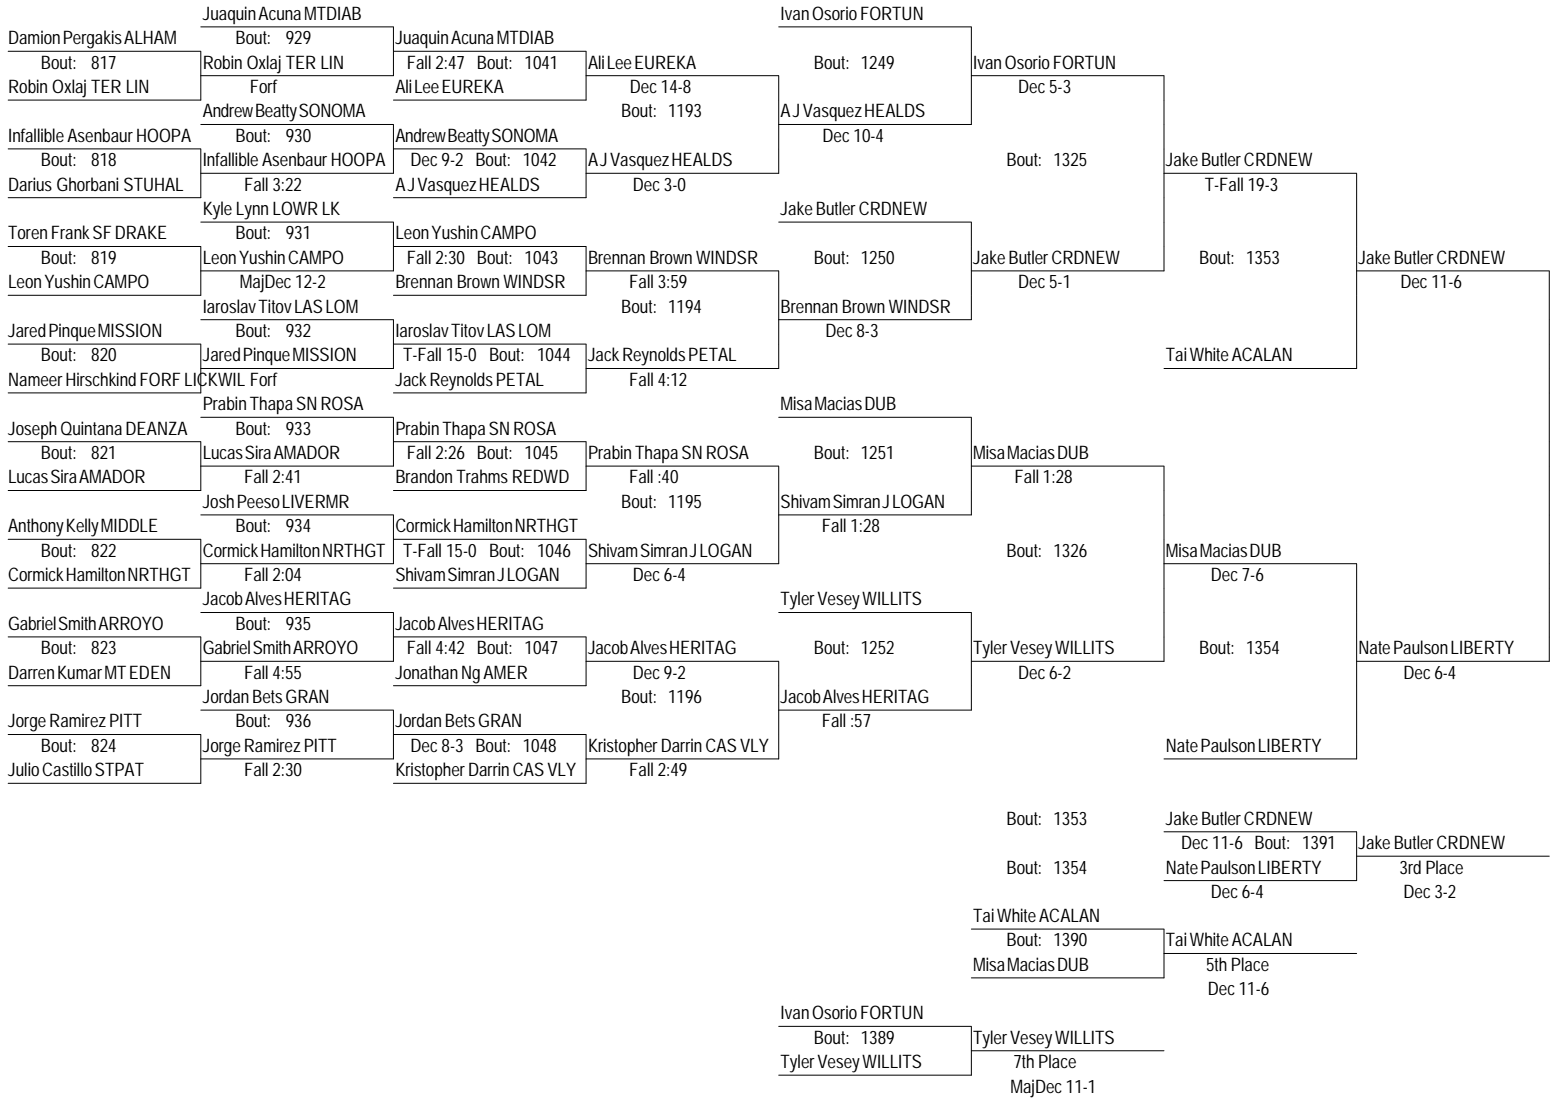 Juaquin Acuna MTDIAB Ivan Osorio FORTUN
Damion Pergakis ALHAM Bout: 929 Juaquin Acuna MTDIAB
Bout: 817 Robin Oxlaj TER LIN Fall 2:47 Bout: 1041 Ali Lee EUREKA Bout: 1249 Ivan Osorio FORTUN
Robin Oxlaj TER LIN Forf Ali Lee EUREKA Dec 14-8 Dec 5-3
Andrew Beatty SONOMA Bout: 1193 A J Vasquez HEALDS
Infallible Asenbaur HOOPA Bout: 930 Andrew Beatty SONOMA Dec 10-4
Bout: 818 Infallible Asenbaur HOOPA Dec 9-2 Bout: 1042 A J Vasquez HEALDS Bout: 1325 Jake Butler CRDNEW
Darius Ghorbani STUHAL Fall 3:22 A J Vasquez HEALDS Dec 3-0 T-Fall 19-3
Kyle Lynn LOWR LK Jake Butler CRDNEW
Toren Frank SF DRAKE Bout: 931 Leon Yushin CAMPO
Bout: 819 Leon Yushin CAMPO Fall 2:30 Bout: 1043 Brennan Brown WINDSR Bout: 1250 Jake Butler CRDNEW Bout: 1353 Jake Butler CRDNEW
Leon Yushin CAMPO MajDec 12-2 Brennan Brown WINDSR Fall 3:59 Dec 5-1 Dec 11-6
Iaroslav Titov LAS LOM Bout: 1194 Brennan Brown WINDSR
Jared Pinque MISSION Bout: 932 Iaroslav Titov LAS LOM Dec 8-3
Bout: 820 Jared Pinque MISSION T-Fall 15-0 Bout: 1044 Jack Reynolds PETAL Tai White ACALAN
Nameer Hirschkind FORF LICKWIL Forf Jack Reynolds PETAL Fall 4:12
Prabin Thapa SN ROSA Misa Macias DUB
Joseph Quintana DEANZA Bout: 933 Prabin Thapa SN ROSA
Bout: 821 Lucas Sira AMADOR Fall 2:26 Bout: 1045 Prabin Thapa SN ROSA Bout: 1251 Misa Macias DUB
Lucas Sira AMADOR Fall 2:41 Brandon Trahms REDWD Fall :40 Fall 1:28
Josh Peeso LIVERMR Bout: 1195 Shivam Simran J LOGAN
Anthony Kelly MIDDLE Bout: 934 Cormick Hamilton NRTHGT Fall 1:28
Bout: 822 Cormick Hamilton NRTHGT T-Fall 15-0 Bout: 1046 Shivam Simran J LOGAN Bout: 1326 Misa Macias DUB
Cormick Hamilton NRTHGT Fall 2:04 Shivam Simran J LOGAN Dec 6-4 Dec 7-6
Jacob Alves HERITAG Tyler Vesey WILLITS
Gabriel Smith ARROYO Bout: 935 Jacob Alves HERITAG
Bout: 823 Gabriel Smith ARROYO Fall 4:42 Bout: 1047 Jacob Alves HERITAG Bout: 1252 Tyler Vesey WILLITS Bout: 1354 Nate Paulson LIBERTY
Darren Kumar MT EDEN Fall 4:55 Jonathan Ng AMER Dec 9-2 Dec 6-2 Dec 6-4
Jordan Bets GRAN Bout: 1196 Jacob Alves HERITAG
Jorge Ramirez PITT Bout: 936 Jordan Bets GRAN Fall :57
Bout: 824 Jorge Ramirez PITT Dec 8-3 Bout: 1048 Kristopher Darrin CAS VLY Nate Paulson LIBERTY
Julio Castillo STPAT Fall 2:30 Kristopher Darrin CAS VLY Fall 2:49
Bout: 1353 Jake Butler CRDNEW
Dec 11-6 Bout: 1391 Jake Butler CRDNEW
Bout: 1354 Nate Paulson LIBERTY 3rd Place
Dec 6-4 Dec 3-2
Tai White ACALAN
Bout: 1390 Tai White ACALAN
Misa Macias DUB 5th Place
Dec 11-6
Ivan Osorio FORTUN
Bout: 1389 Tyler Vesey WILLITS
Tyler Vesey WILLITS 7th Place
MajDec 11-1